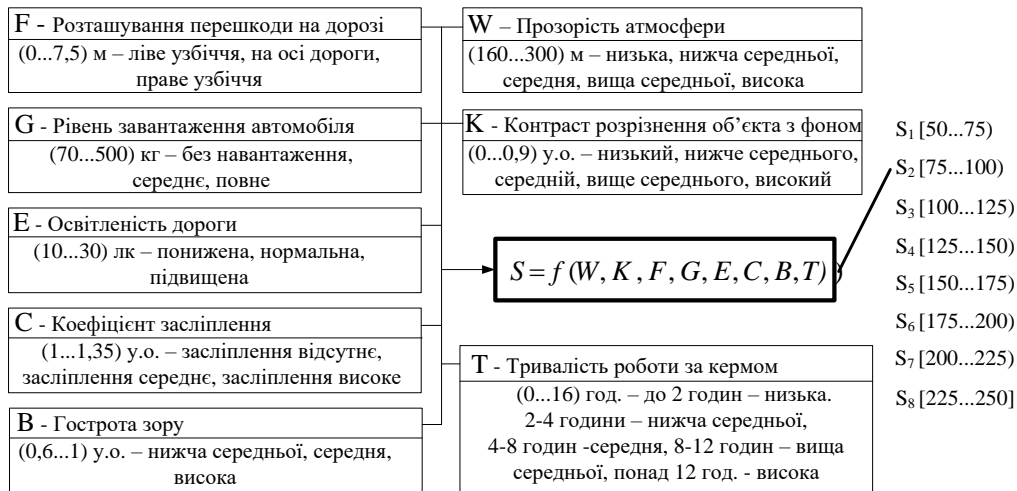 F - Розташування перешкоди на дорозі
(0...7,5) м – ліве узбіччя, на осі дороги,
праве узбіччя
G - Рівень завантаження автомобіля
(70...500) кг – без навантаження,
середнє, повне
E - Освітленість дороги
(10...30) лк – понижена, нормальна,
підвищена
C - Коефіцієнт засліплення
(1...1,35) у.о. – засліплення відсутнє,
засліплення середнє, засліплення високе
B - Гострота зору
(0,6...1) у.о. – нижча середньої, середня,
висока
W – Прозорість атмосфери
(160...300) м – низька, нижча середньої,
середня, вища середньої, висока
K - Контраст розрізнення об’єкта з фоном
(0...0,9) у.о. – низький, нижче середнього,
середній, вище середнього, високий
S = f (W, K , F, G, E, C, B, T) )
T - Тривалість роботи за кермом
(0...16) год. – до 2 годин – низька.
2-4 години – нижча середньої,
4-8 годин -середня, 8-12 годин – вища
середньої, понад 12 год. - висока
S₁ [50...75)
S₂ [75...100)
S₃ [100...125)
S₄ [125...150)
S₅ [150...175)
S₆ [175...200)
S₇ [200...225)
S₈ [225...250]